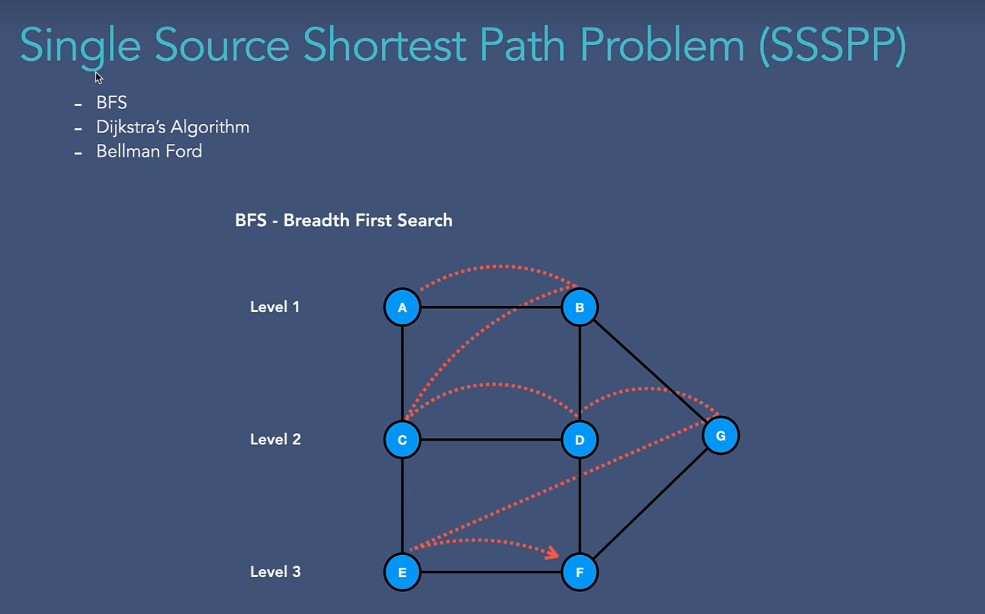 Single Source Shortest Path Problem (SSSPP)
- BFS
- Dijkstra’s Algorithm
- Bellman Ford
BFS - Breadth First Search
Level 1
A
B
Level 2
C
D
G
Level 3
E
F